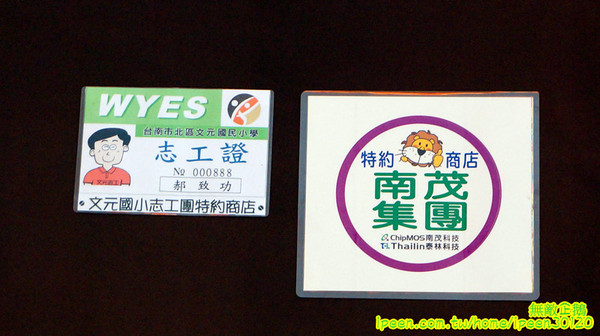 WYES
台南市北區文元國民小學
志工證
No 000888
郝致功
文元國小志工團特約商店
特約商店
南茂
集團
ChipMOS南茂科技
Thailin泰林科技
無敵企鵝
ipeen.com.tw/home/ipeen30120